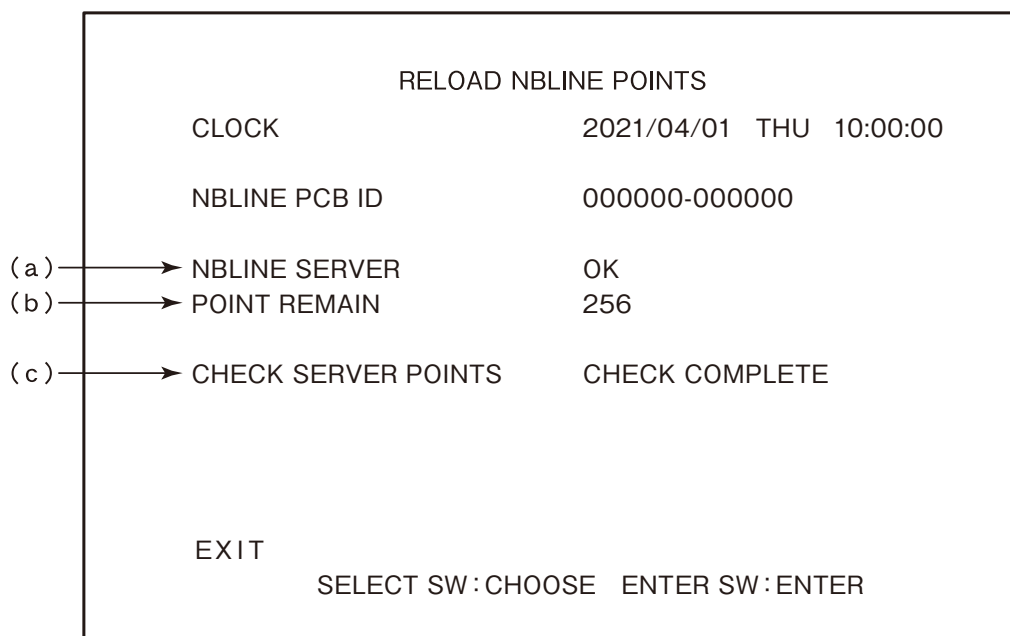 RELOAD NBLINE POINTS
CLOCK 2021/04/01 THU 10:00:00
NBLINE PCB ID 000000-000000
(a) NBLINE SERVER OK
(b) POINT REMAIN 256
(c) CHECK SERVER POINTS CHECK COMPLETE
EXIT
SELECT SW:CHOOSE ENTER SW:ENTER